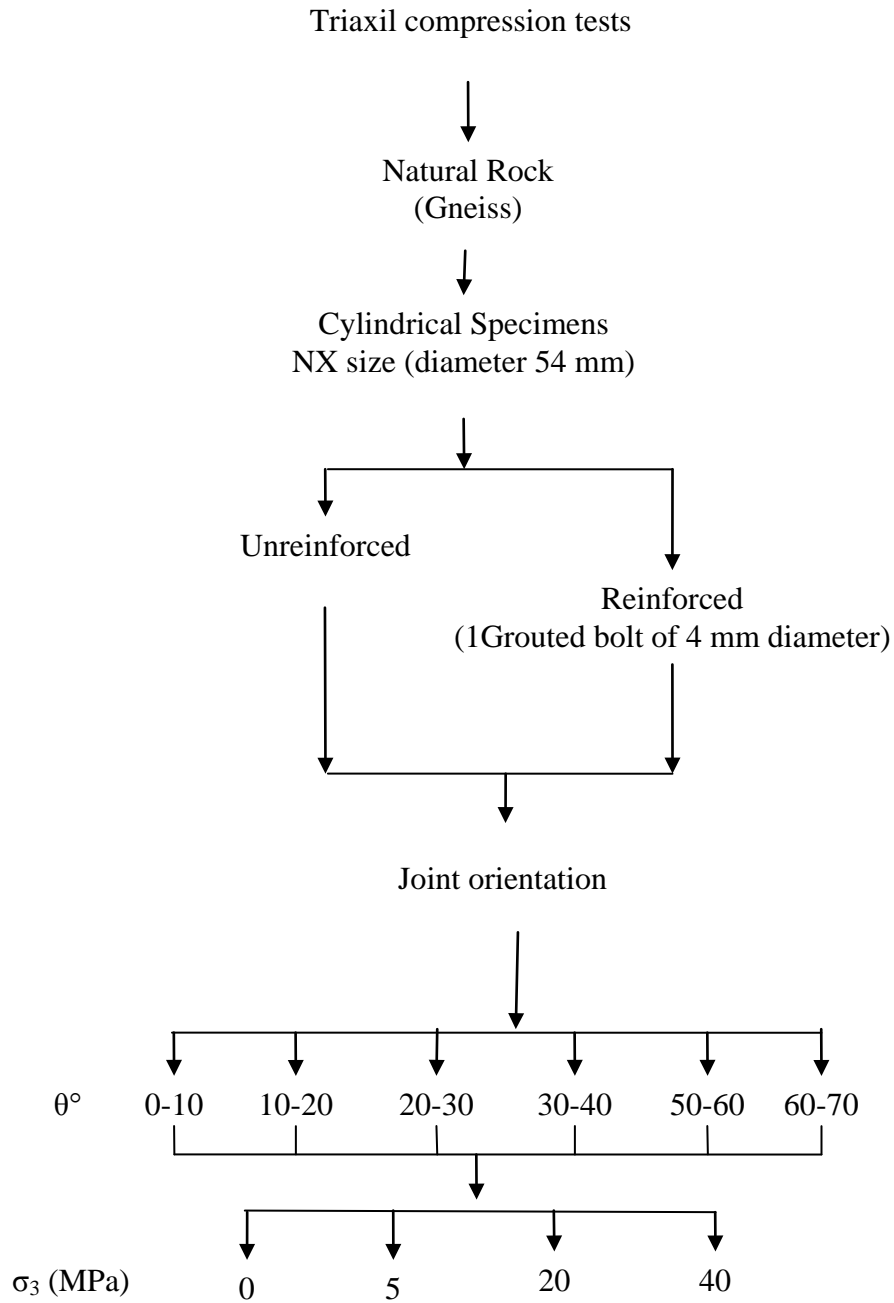 Triaxil compression tests
Natural Rock
(Gneiss)
Cylindrical Specimens
NX size (diameter 54 mm)
Unreinforced
Reinforced
(1Grouted bolt of 4 mm diameter)
Joint orientation
θ° 0-10 10-20 20-30 30-40 50-60 60-70
σ₃ (MPa) 0 5 20 40